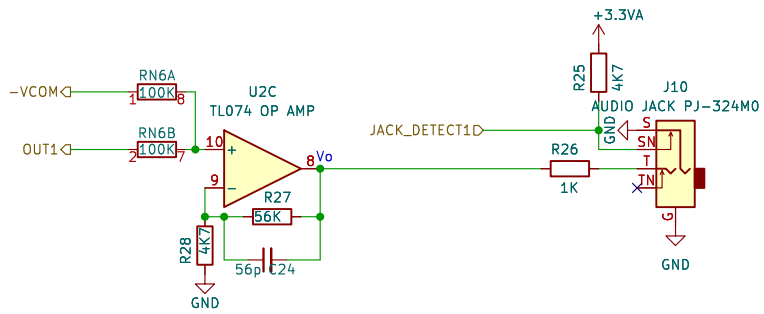 +3.3VA
RN6A
-VCOM
1
100K
8
U2C
TL074 OP AMP
R25
4K7
J10
AUDIO JACK PJ-324M0
JACK_DETECT1
GND
S
RN6B
OUT1
2
100K
7
10
+
SN
8
Vo
R26
T
9
-
1K
TN
R27
56K
R28
4K7
G
56p
C24
GND
GND